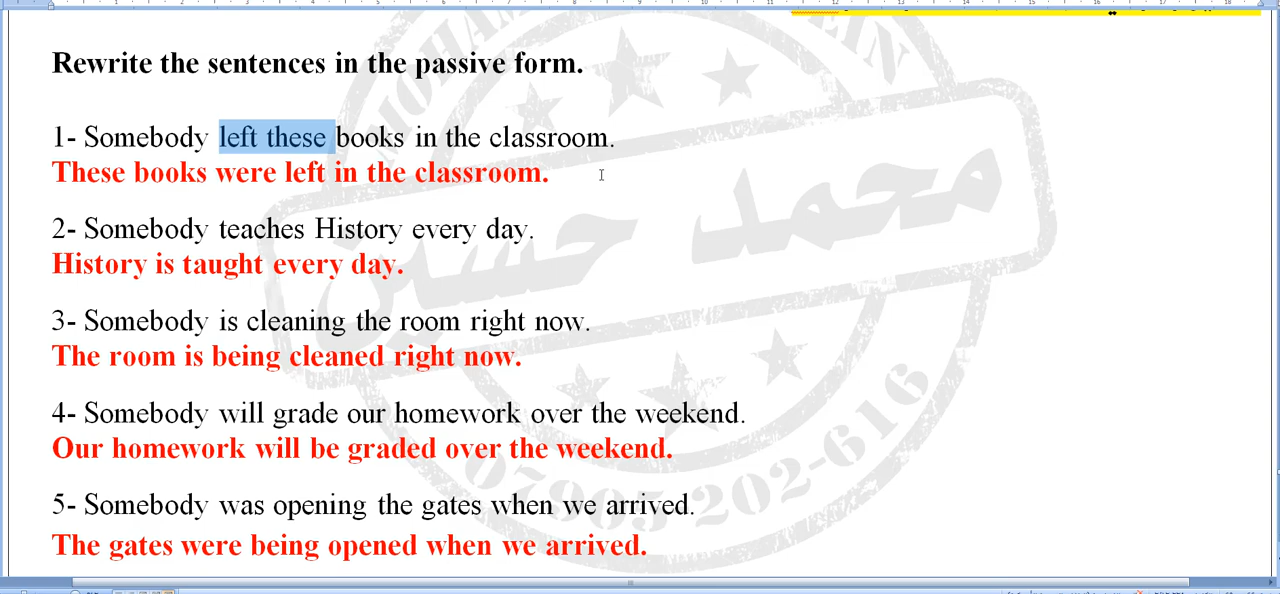 Rewrite the sentences in the passive form.
1- Somebody left these books in the classroom.
These books were left in the classroom.
2- Somebody teaches History every day.
History is taught every day.
3- Somebody is cleaning the room right now.
The room is being cleaned right now.
4- Somebody will grade our homework over the weekend.
Our homework will be graded over the weekend.
5- Somebody was opening the gates when we arrived.
The gates were being opened when we arrived.
محمد حسين
07905-202-616